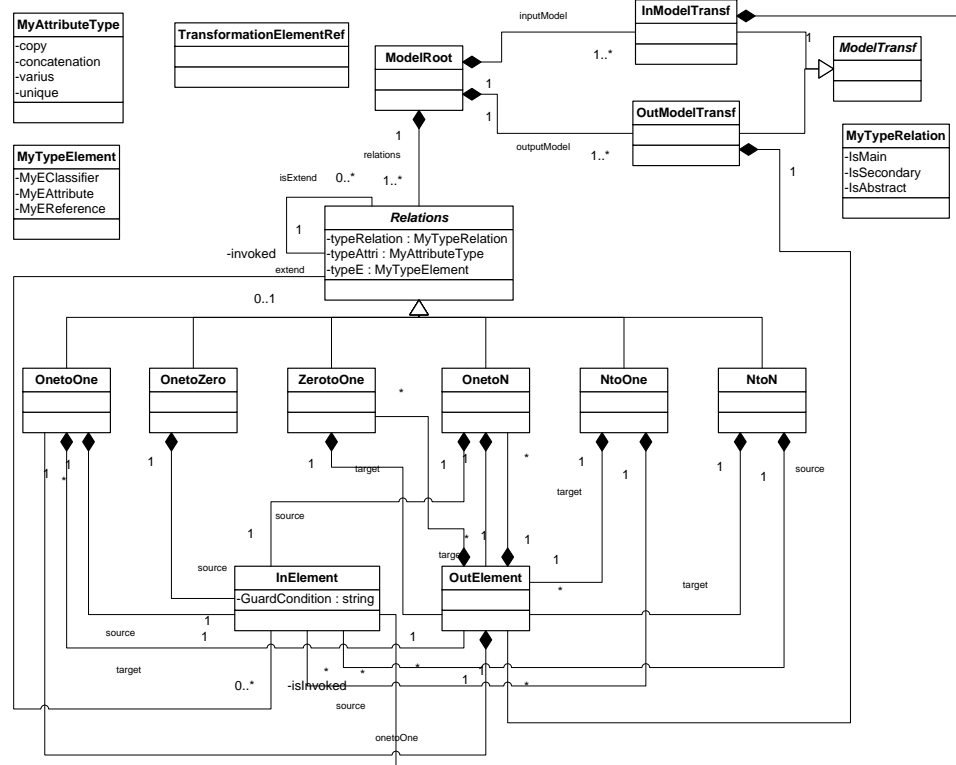 MyAttributeType
-copy
-concatenation
-varius
-unique
TransformationElementRef
ModelRoot
inputModel
InModelTransf
1
1..*
1
ModelTransf
1
OutModelTransf
outputModel
1..*
1
MyTypeRelation
-IsMain
-IsSecondary
-IsAbstract
MyTypeElement
-MyEClassifier
-MyEAttribute
-MyEReference
1
relations
isExtend
0..*
1..*
Relations
-typeRelation : MyTypeRelation
-typeAttri : MyAttributeType
-typeE : MyTypeElement
1
-invoked
extend
0..1
OnetoOne
OnetoZero
ZerotoOne
OnetoN
NtoOne
NtoN
*
1
1
*
1
1
target
1
1
*
1
target
1
1
1
source
source
1
source
1
*
target
1
1
1
*
InElement
-GuardCondition : string
OutElement
target
source
1
1
source
1
target
*
*
*
1
1
*
0..*
-isInvoked
source
onetoOne